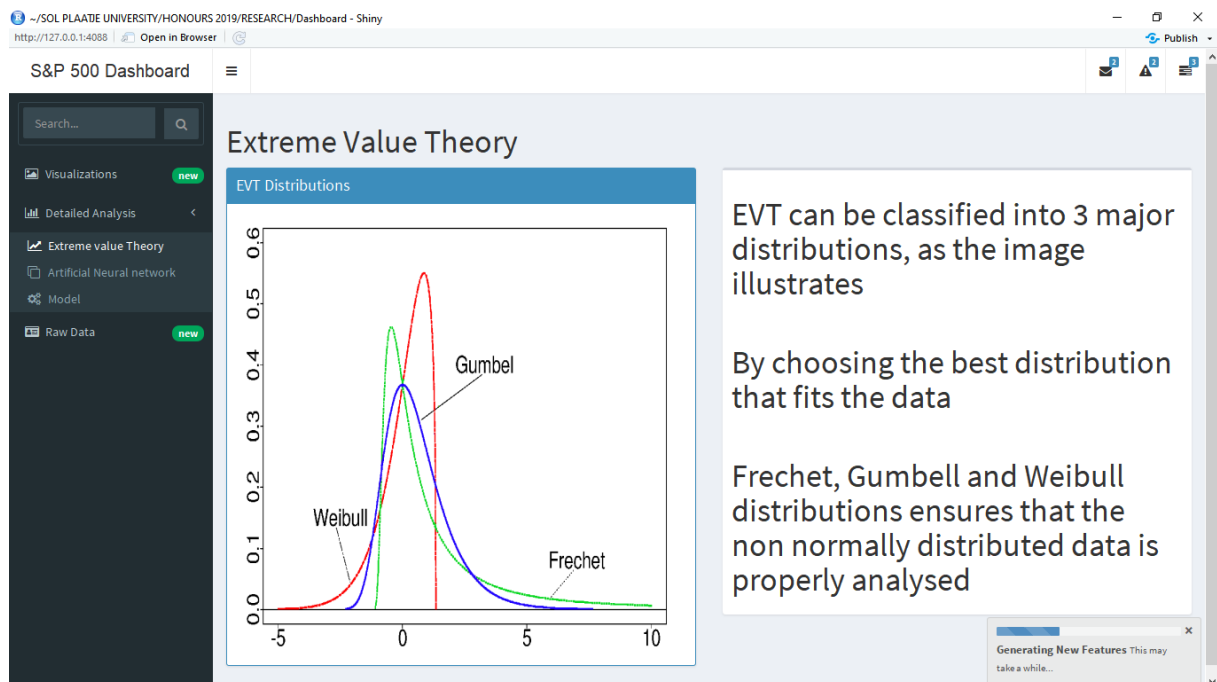 ~/SOL PLAATJE UNIVERSITY/HONOURS 2019/RESEARCH/Dashboard - Shiny
http://127.0.0.1:4088 Open in Browser Publish
S&P 500 Dashboard
2 2 3
Search...
Visualizations new
Detailed Analysis
Extreme value Theory
Artificial Neural network
Model
Raw Data new
Extreme Value Theory
EVT Distributions
0.6
0.5
0.4
0.3
0.2
0.1
0.0
Gumbel
Weibull
Frechet
-5 0 5 10
EVT can be classified into 3 major
distributions, as the image
illustrates
By choosing the best distribution
that fits the data
Frechet, Gumbell and Weibull
distributions ensures that the
non normally distributed data is
properly analysed
Generating New Features This may
take a while...